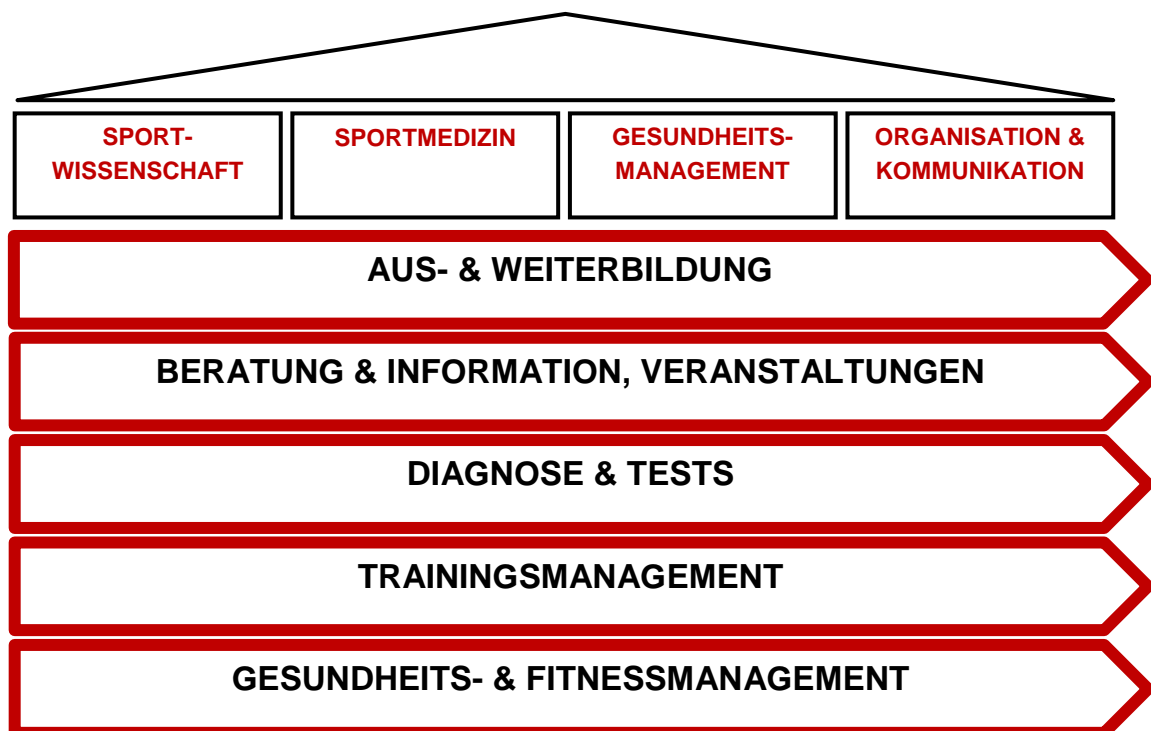 SPORT-
WISSENSCHAFT
SPORTMEDIZIN
GESUNDHEITS-
MANAGEMENT
ORGANISATION &
KOMMUNIKATION
AUS- & WEITERBILDUNG
BERATUNG & INFORMATION, VERANSTALTUNGEN
DIAGNOSE & TESTS
TRAININGSMANAGEMENT
GESUNDHEITS- & FITNESSMANAGEMENT